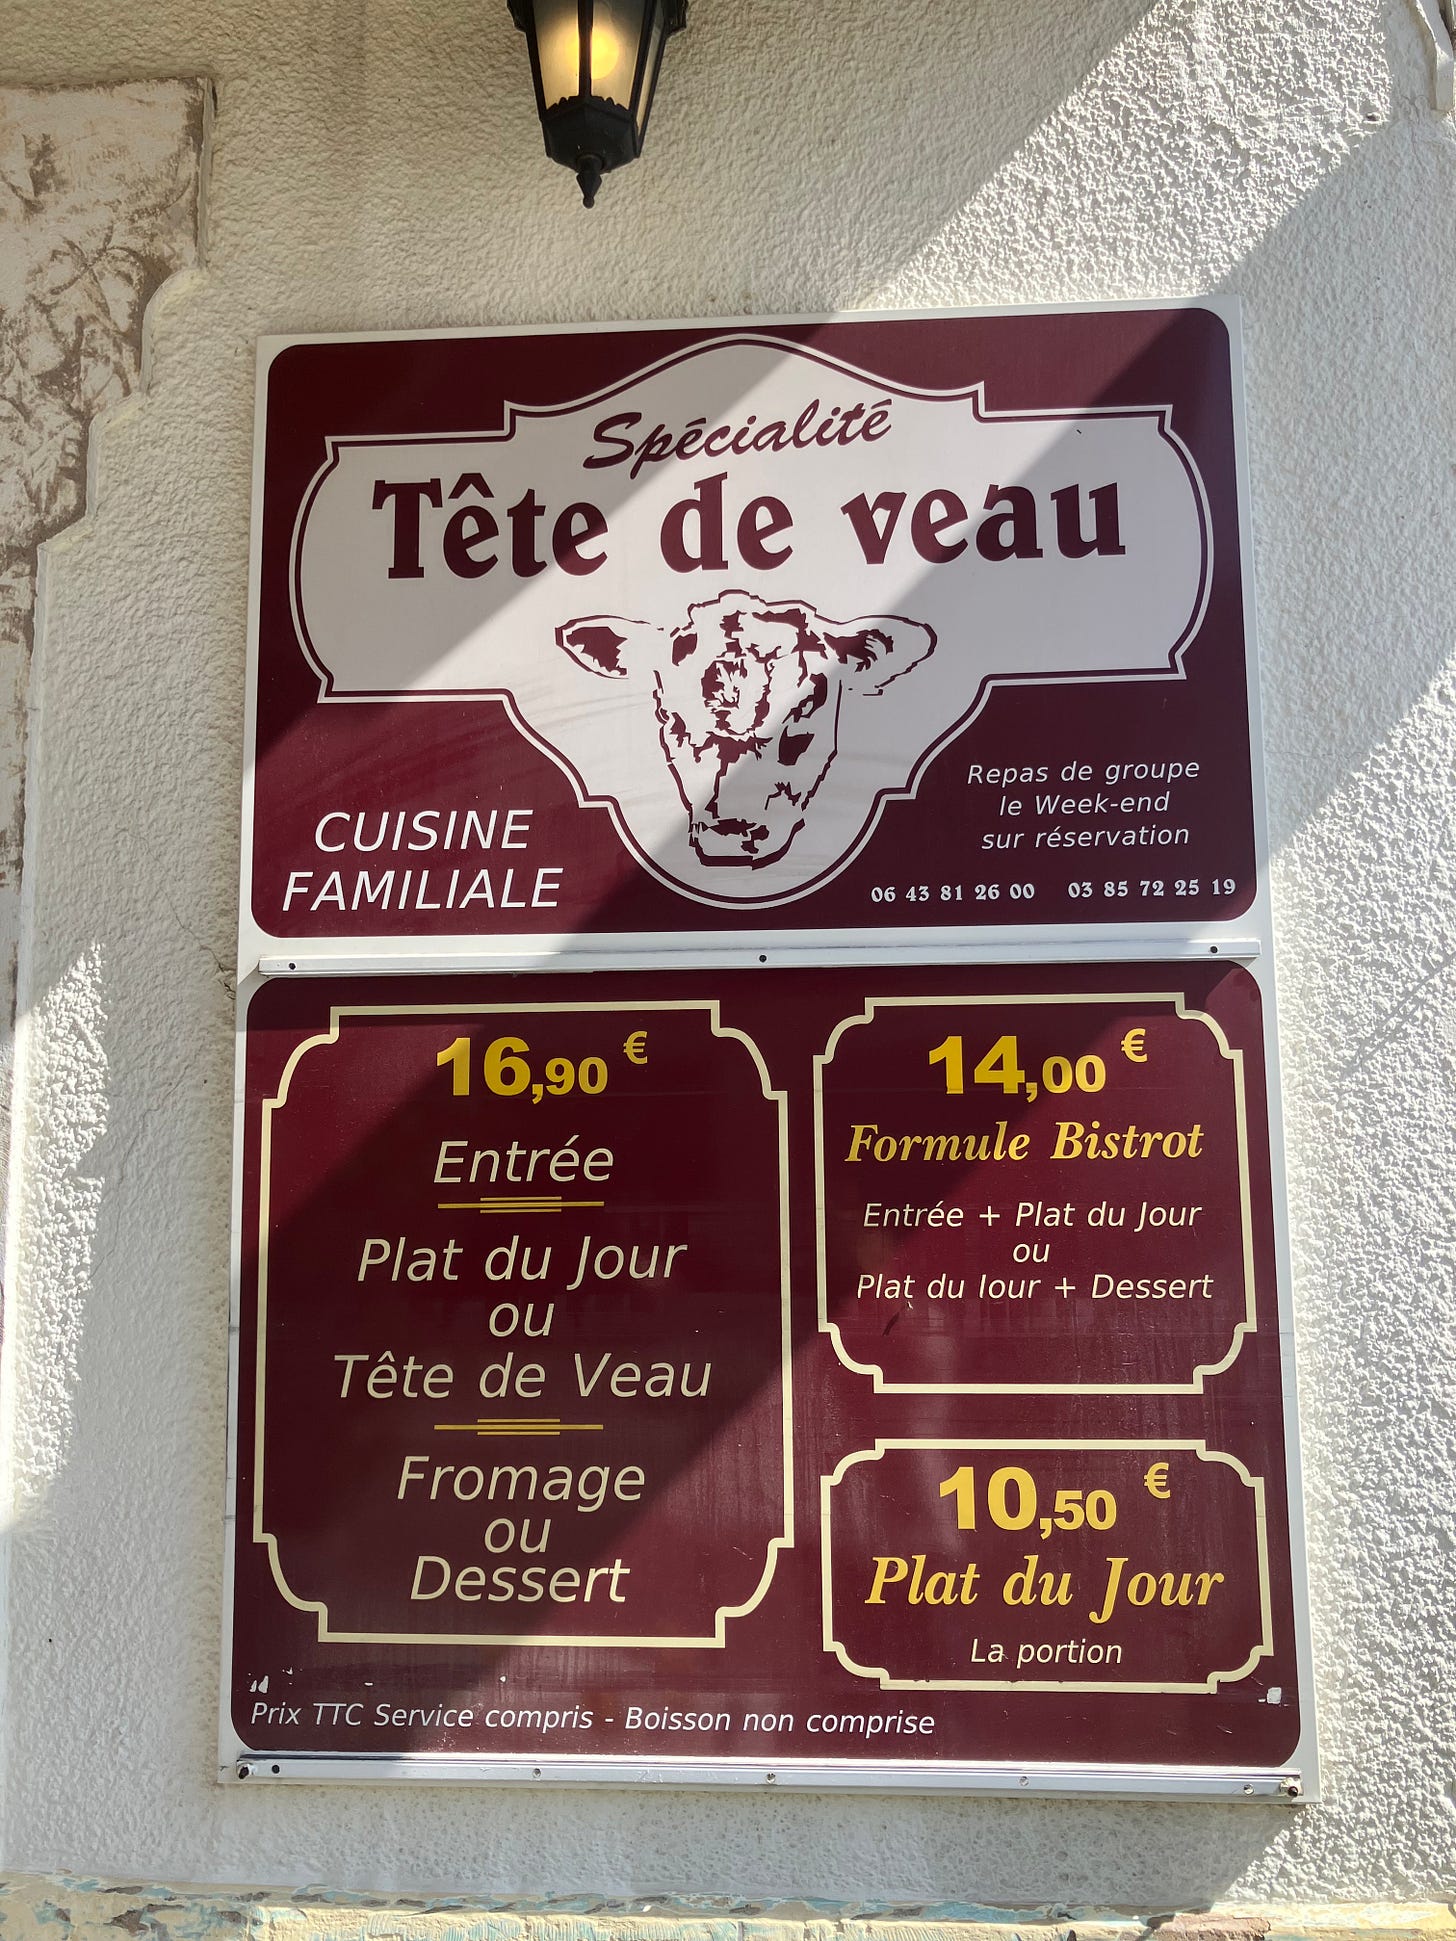 Spécialité
Tête de veau
CUISINE
FAMILIALE
Repas de groupe
le Week-end
sur réservation
06 43 81 26 00 03 85 72 25 19
16,90 €
Entrée
Plat du Jour
ou
Tête de Veau
Fromage
ou
Dessert
14,00 €
Formule Bistrot
Entrée + Plat du Jour
ou
Plat du Iour + Dessert
10,50 €
Plat du Jour
La portion
Prix TTC Service compris - Boisson non comprise